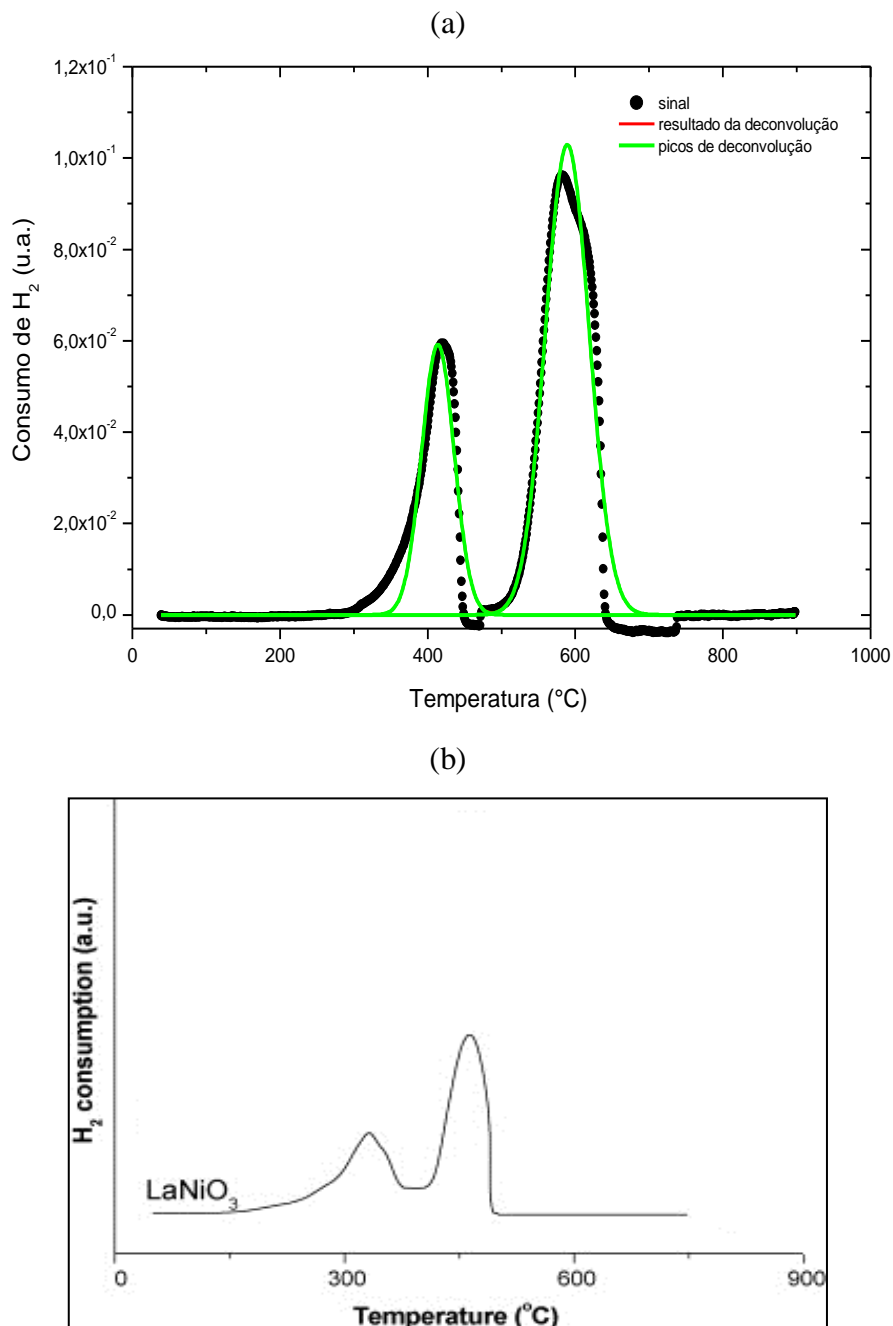 (a)
1,2x10⁻¹
1,0x10⁻¹
8,0x10⁻²
6,0x10⁻²
4,0x10⁻²
2,0x10⁻²
0,0
Consumo de H₂ (u.a.)
sinal
resultado da deconvolução
picos de deconvolução
0 200 400 600 800 1000
Temperatura (°C)
(b)
H₂ consumption (a.u.)
LaNiO₃
0 300 600 900
Temperature (°C)